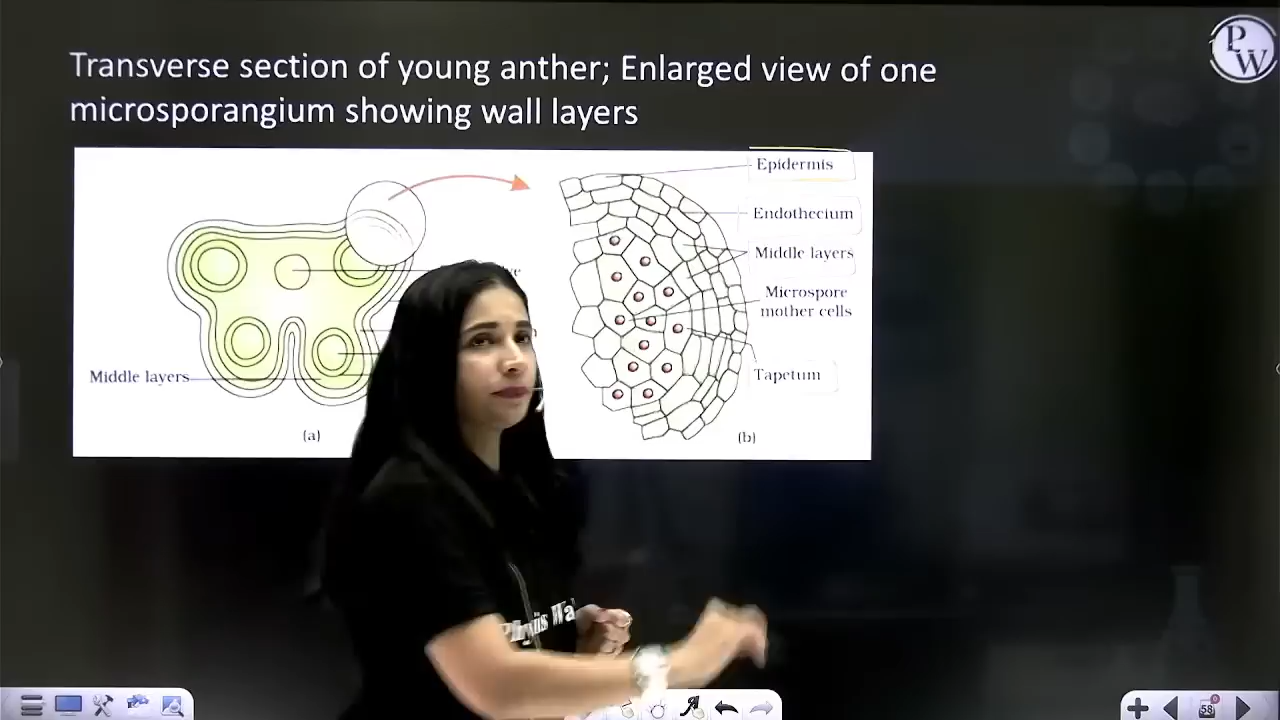 Transverse section of young anther; Enlarged view of one
microsporangium showing wall layers
P
W
Epidermis
Endothecium
Middle layers
Microspore
mother cells
Middle layers
Tapetum
(a)
(b)
58